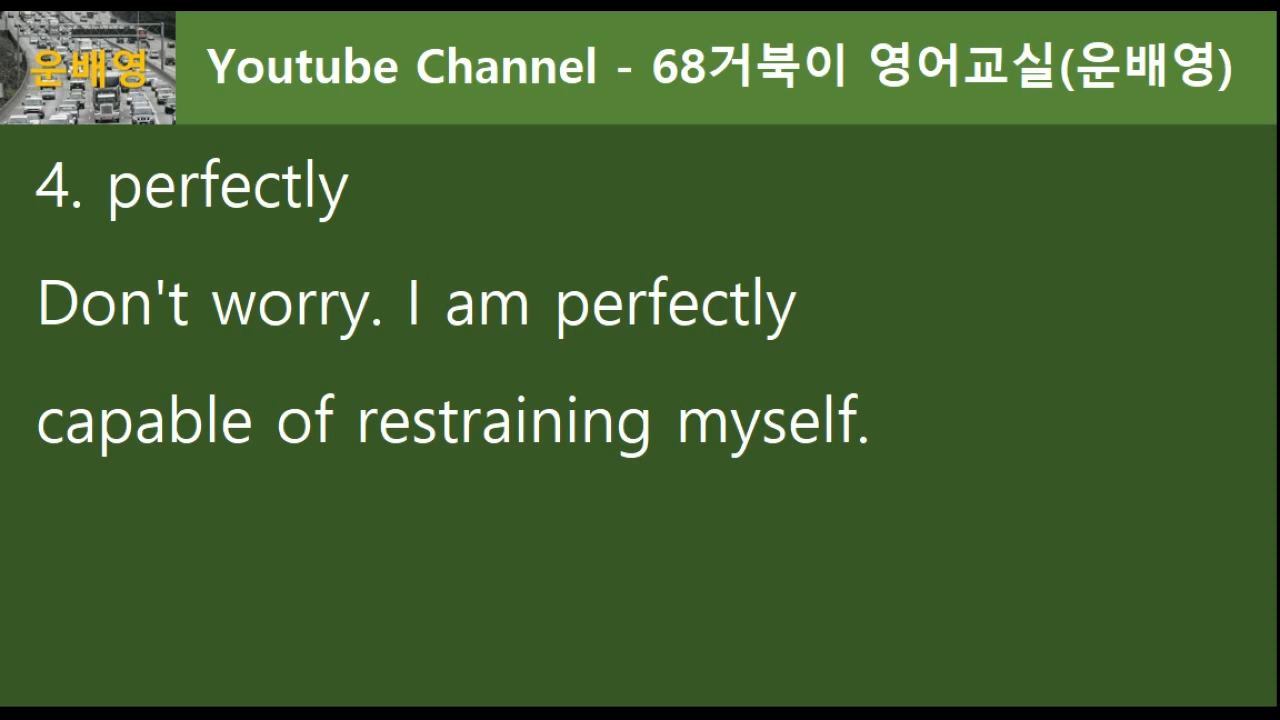 운배영
Youtube Channel - 68거북이 영어교실(운배영)
4. perfectly
Don't worry. I am perfectly
capable of restraining myself.